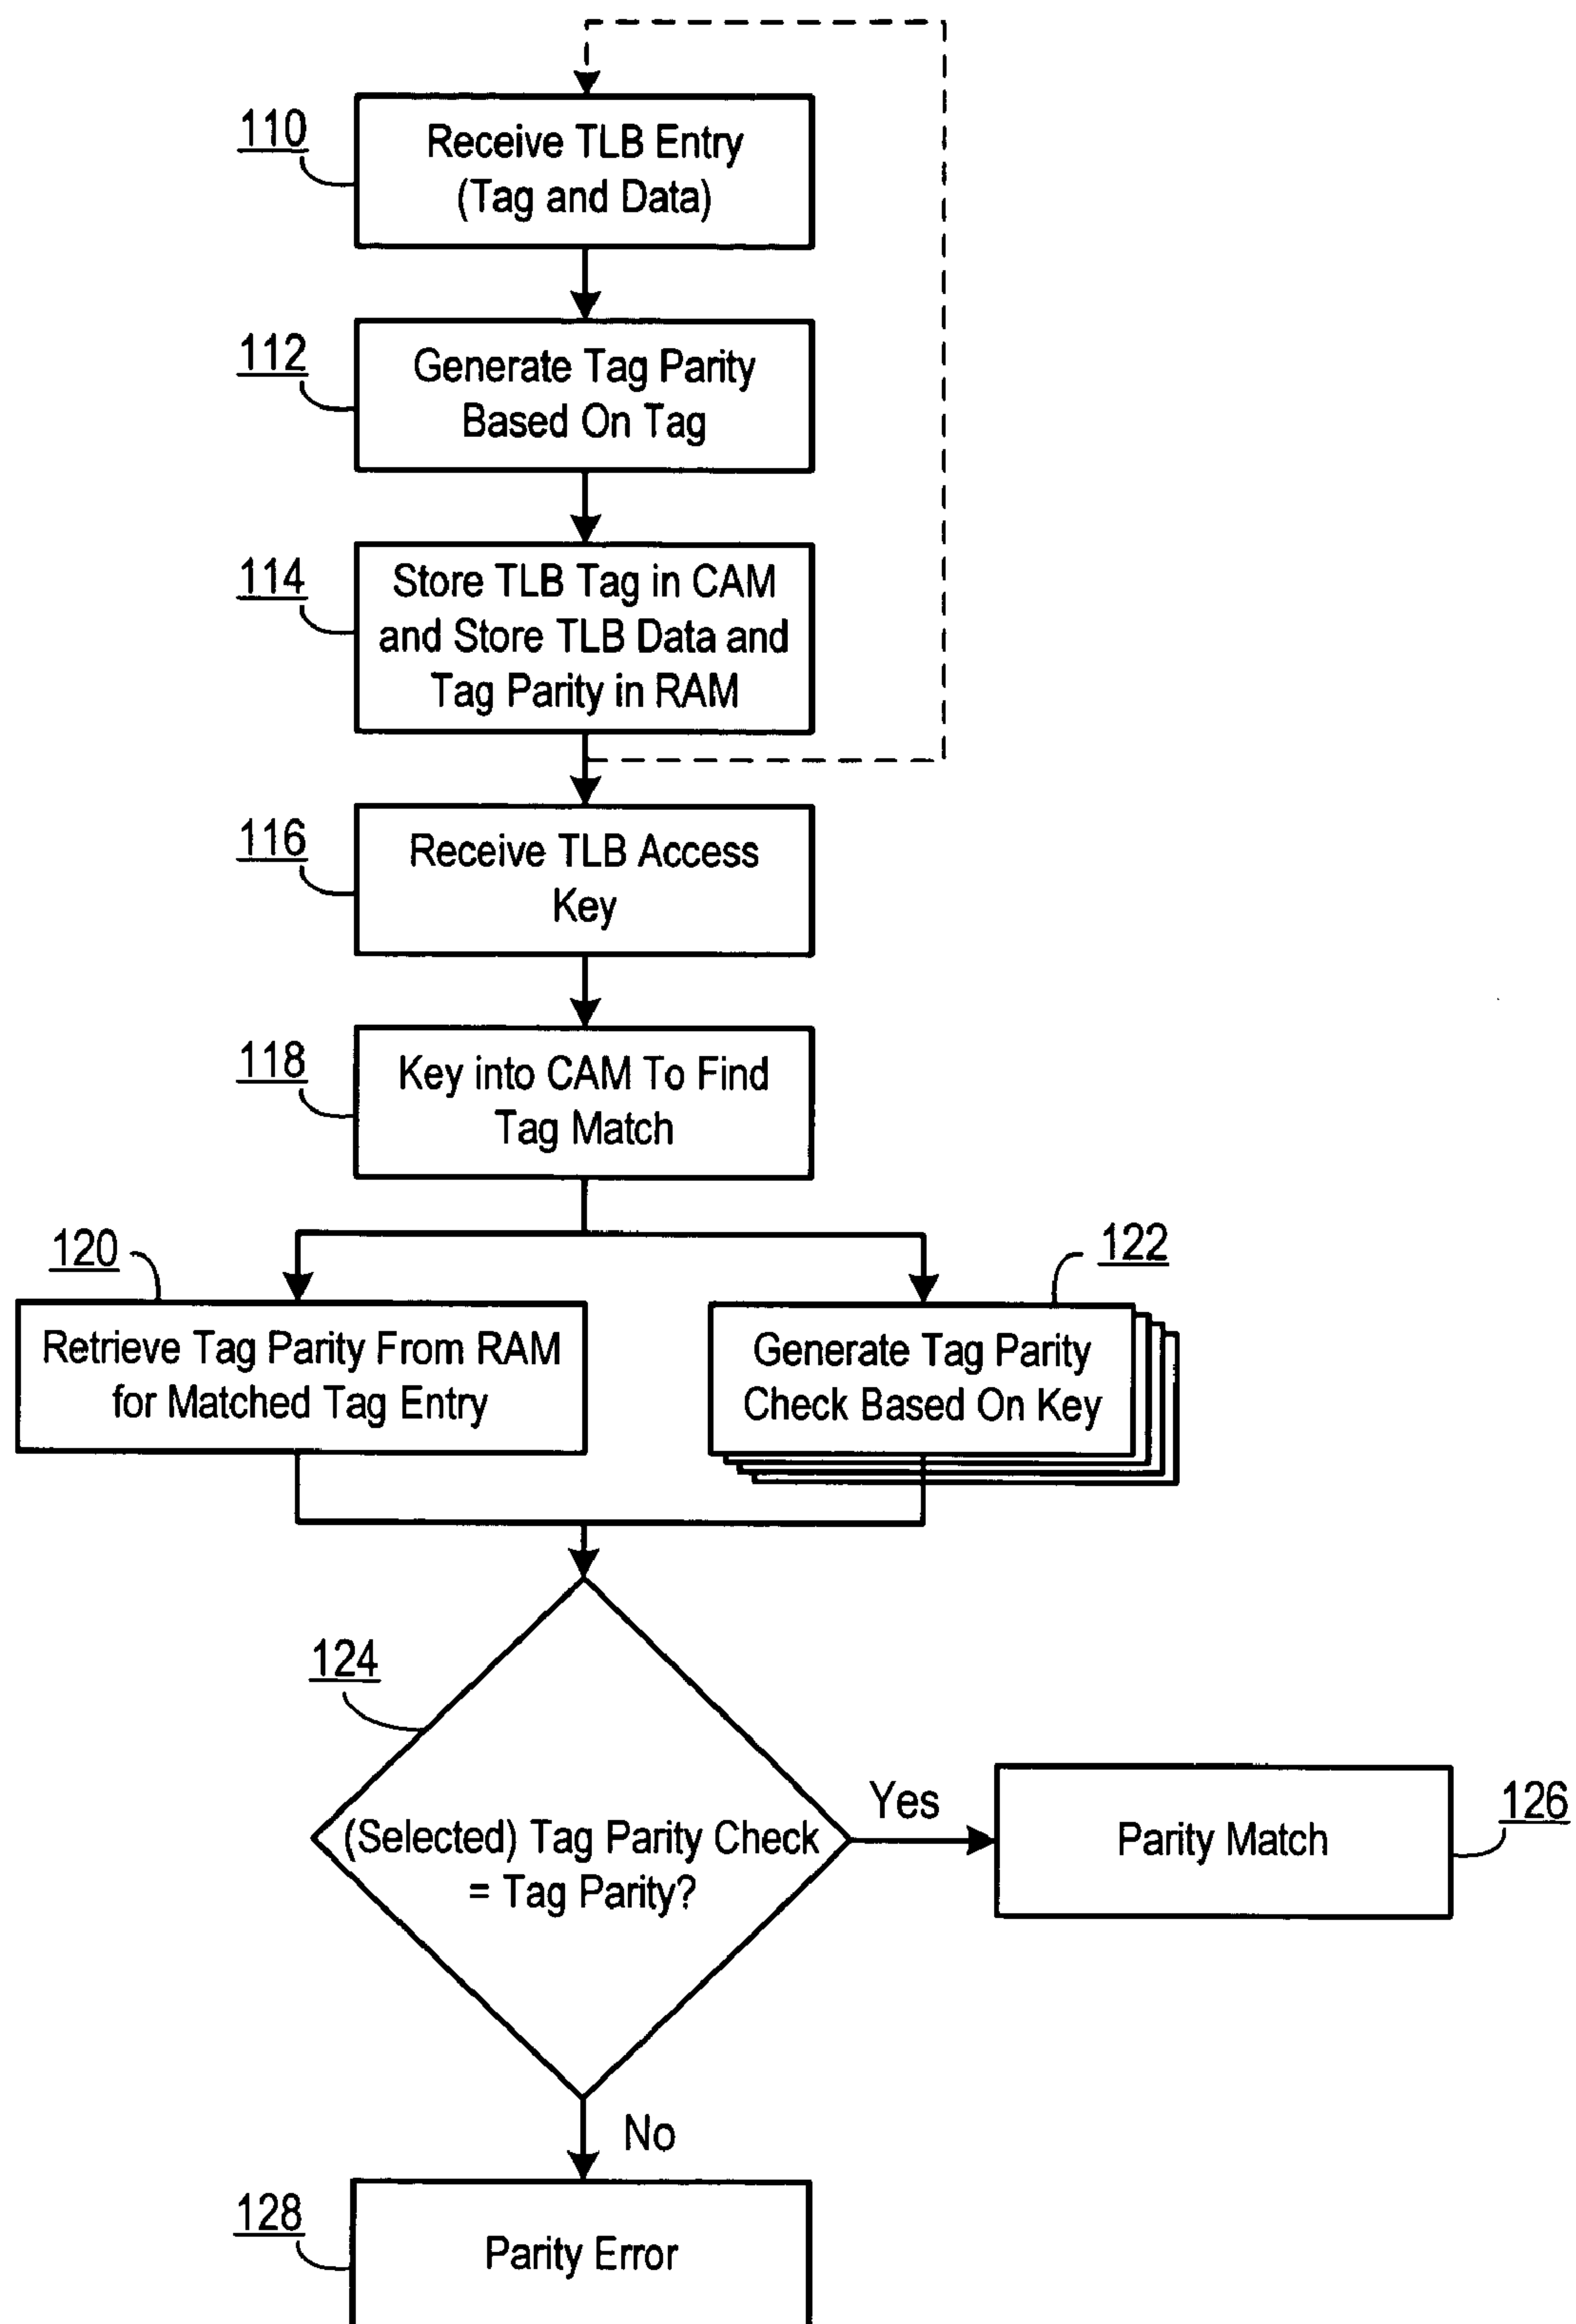 110
Receive TLB Entry
(Tag and Data)
112
Generate Tag Parity
Based On Tag
114
Store TLB Tag in CAM
and Store TLB Data and
Tag Parity in RAM
116
Receive TLB Access
Key
118
Key into CAM To Find
Tag Match
120
Retrieve Tag Parity From RAM
for Matched Tag Entry
122
Generate Tag Parity
Check Based On Key
124
(Selected) Tag Parity Check
= Tag Parity?
Yes
Parity Match
126
No
128
Parity Error